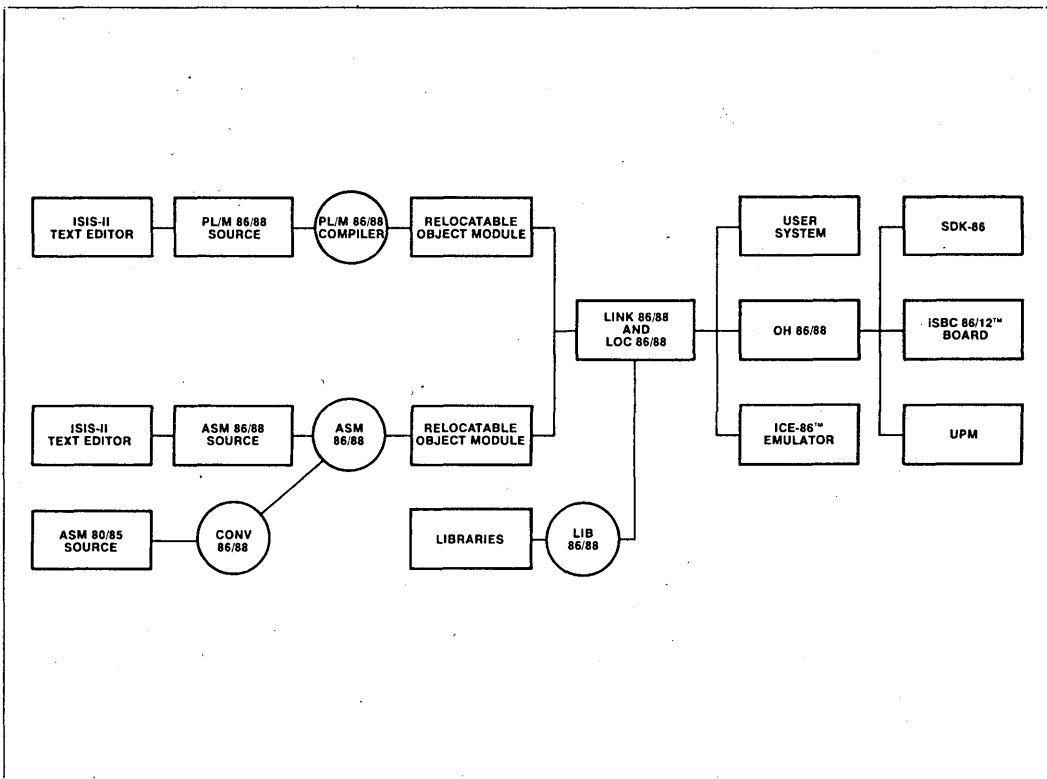 ISIS-II
TEXT EDITOR
PL/M 86/88
SOURCE
PL/M 86/88
COMPILER
RELOCATABLE
OBJECT MODULE
USER
SYSTEM
SDK-86
LINK 86/88
AND
LOC 86/88
OH 86/88
iSBC 86/12™
BOARD
ISIS-II
TEXT EDITOR
ASM 86/88
SOURCE
ASM
86/88
RELOCATABLE
OBJECT MODULE
ICE-86™
EMULATOR
UPM
ASM 80/85
SOURCE
CONV
86/88
LIBRARIES
LIB
86/88